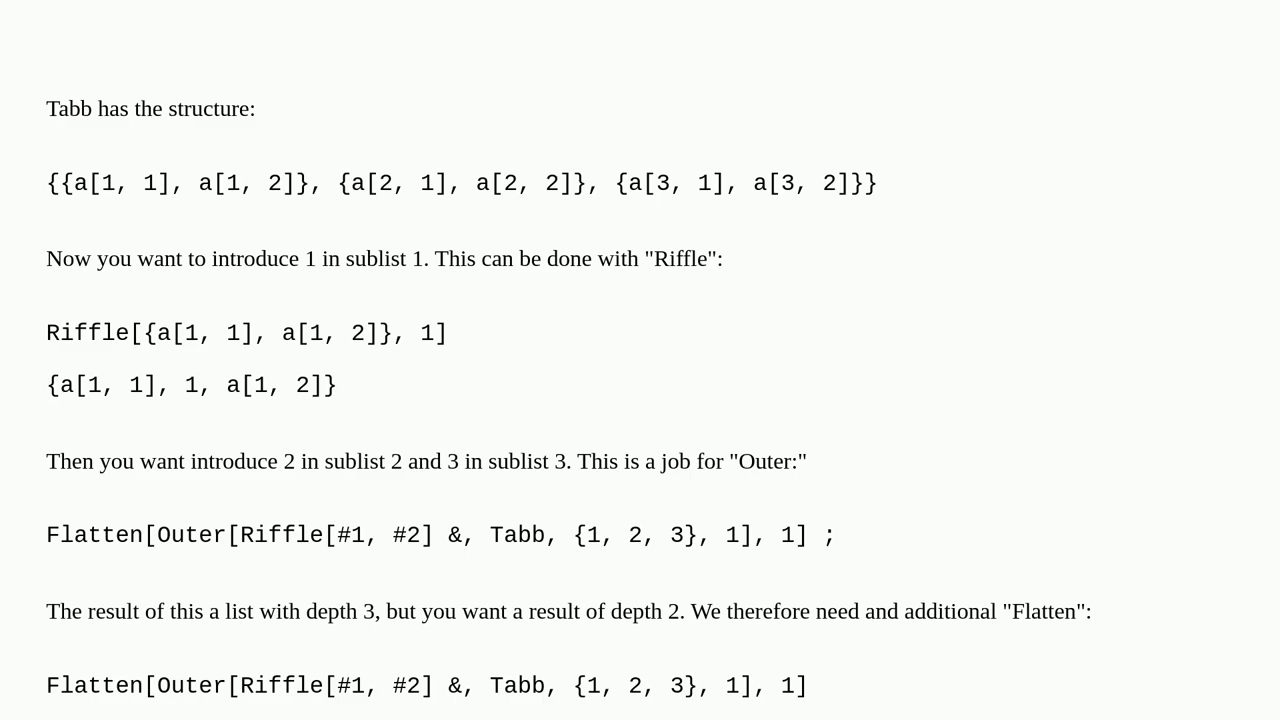 Tabb has the structure:
{{a[1, 1], a[1, 2]}, {a[2, 1], a[2, 2]}, {a[3, 1], a[3, 2]}}
Now you want to introduce 1 in sublist 1. This can be done with "Riffle":
Riffle[{a[1, 1], a[1, 2]}, 1]
{a[1, 1], 1, a[1, 2]}
Then you want introduce 2 in sublist 2 and 3 in sublist 3. This is a job for "Outer:"
Flatten[Outer[Riffle[#1, #2] &, Tabb, {1, 2, 3}, 1], 1] ;
The result of this a list with depth 3, but you want a result of depth 2. We therefore need and additional "Flatten":
Flatten[Outer[Riffle[#1, #2] &, Tabb, {1, 2, 3}, 1], 1]